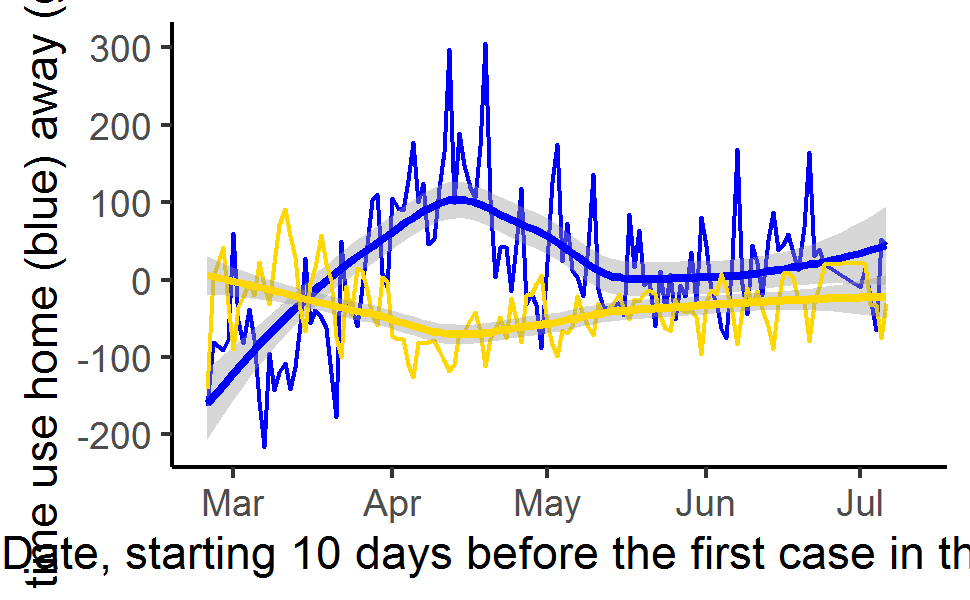 time use home (blue) away (
300
200
100
0
-100
-200
Mar Apr May Jun Jul
Date, starting 10 days before the first case in th